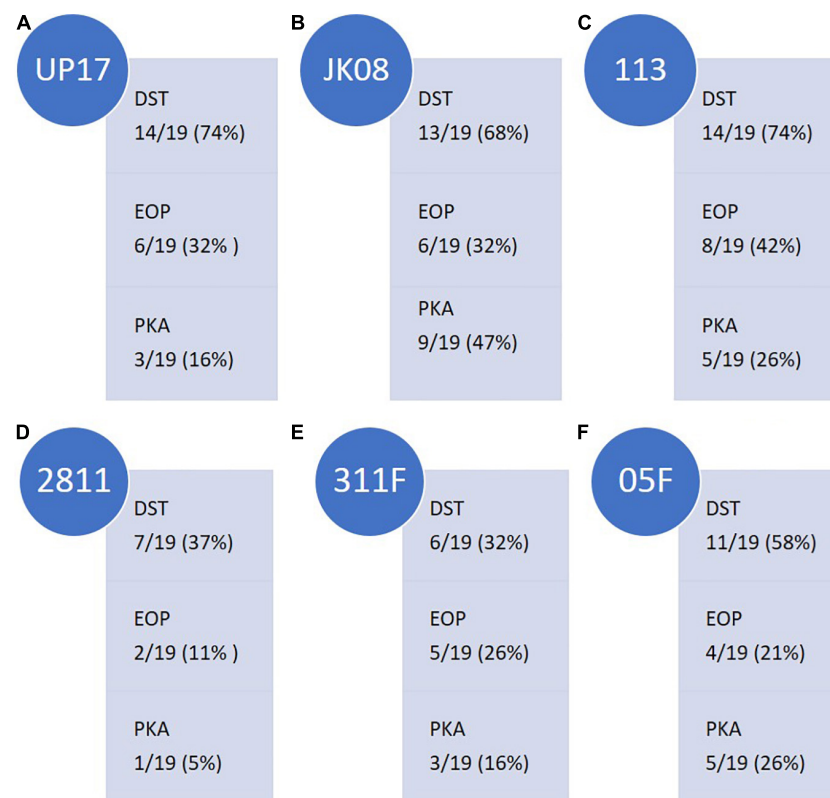 A
UP17
DST
14/19 (74%)
EOP
6/19 (32% )
PKA
3/19 (16%)
B
JK08
DST
13/19 (68%)
EOP
6/19 (32%)
PKA
9/19 (47%)
C
113
DST
14/19 (74%)
EOP
8/19 (42%)
PKA
5/19 (26%)
D
2811
DST
7/19 (37%)
EOP
2/19 (11% )
PKA
1/19 (5%)
E
311F
DST
6/19 (32%)
EOP
5/19 (26%)
PKA
3/19 (16%)
F
05F
DST
11/19 (58%)
EOP
4/19 (21%)
PKA
5/19 (26%)